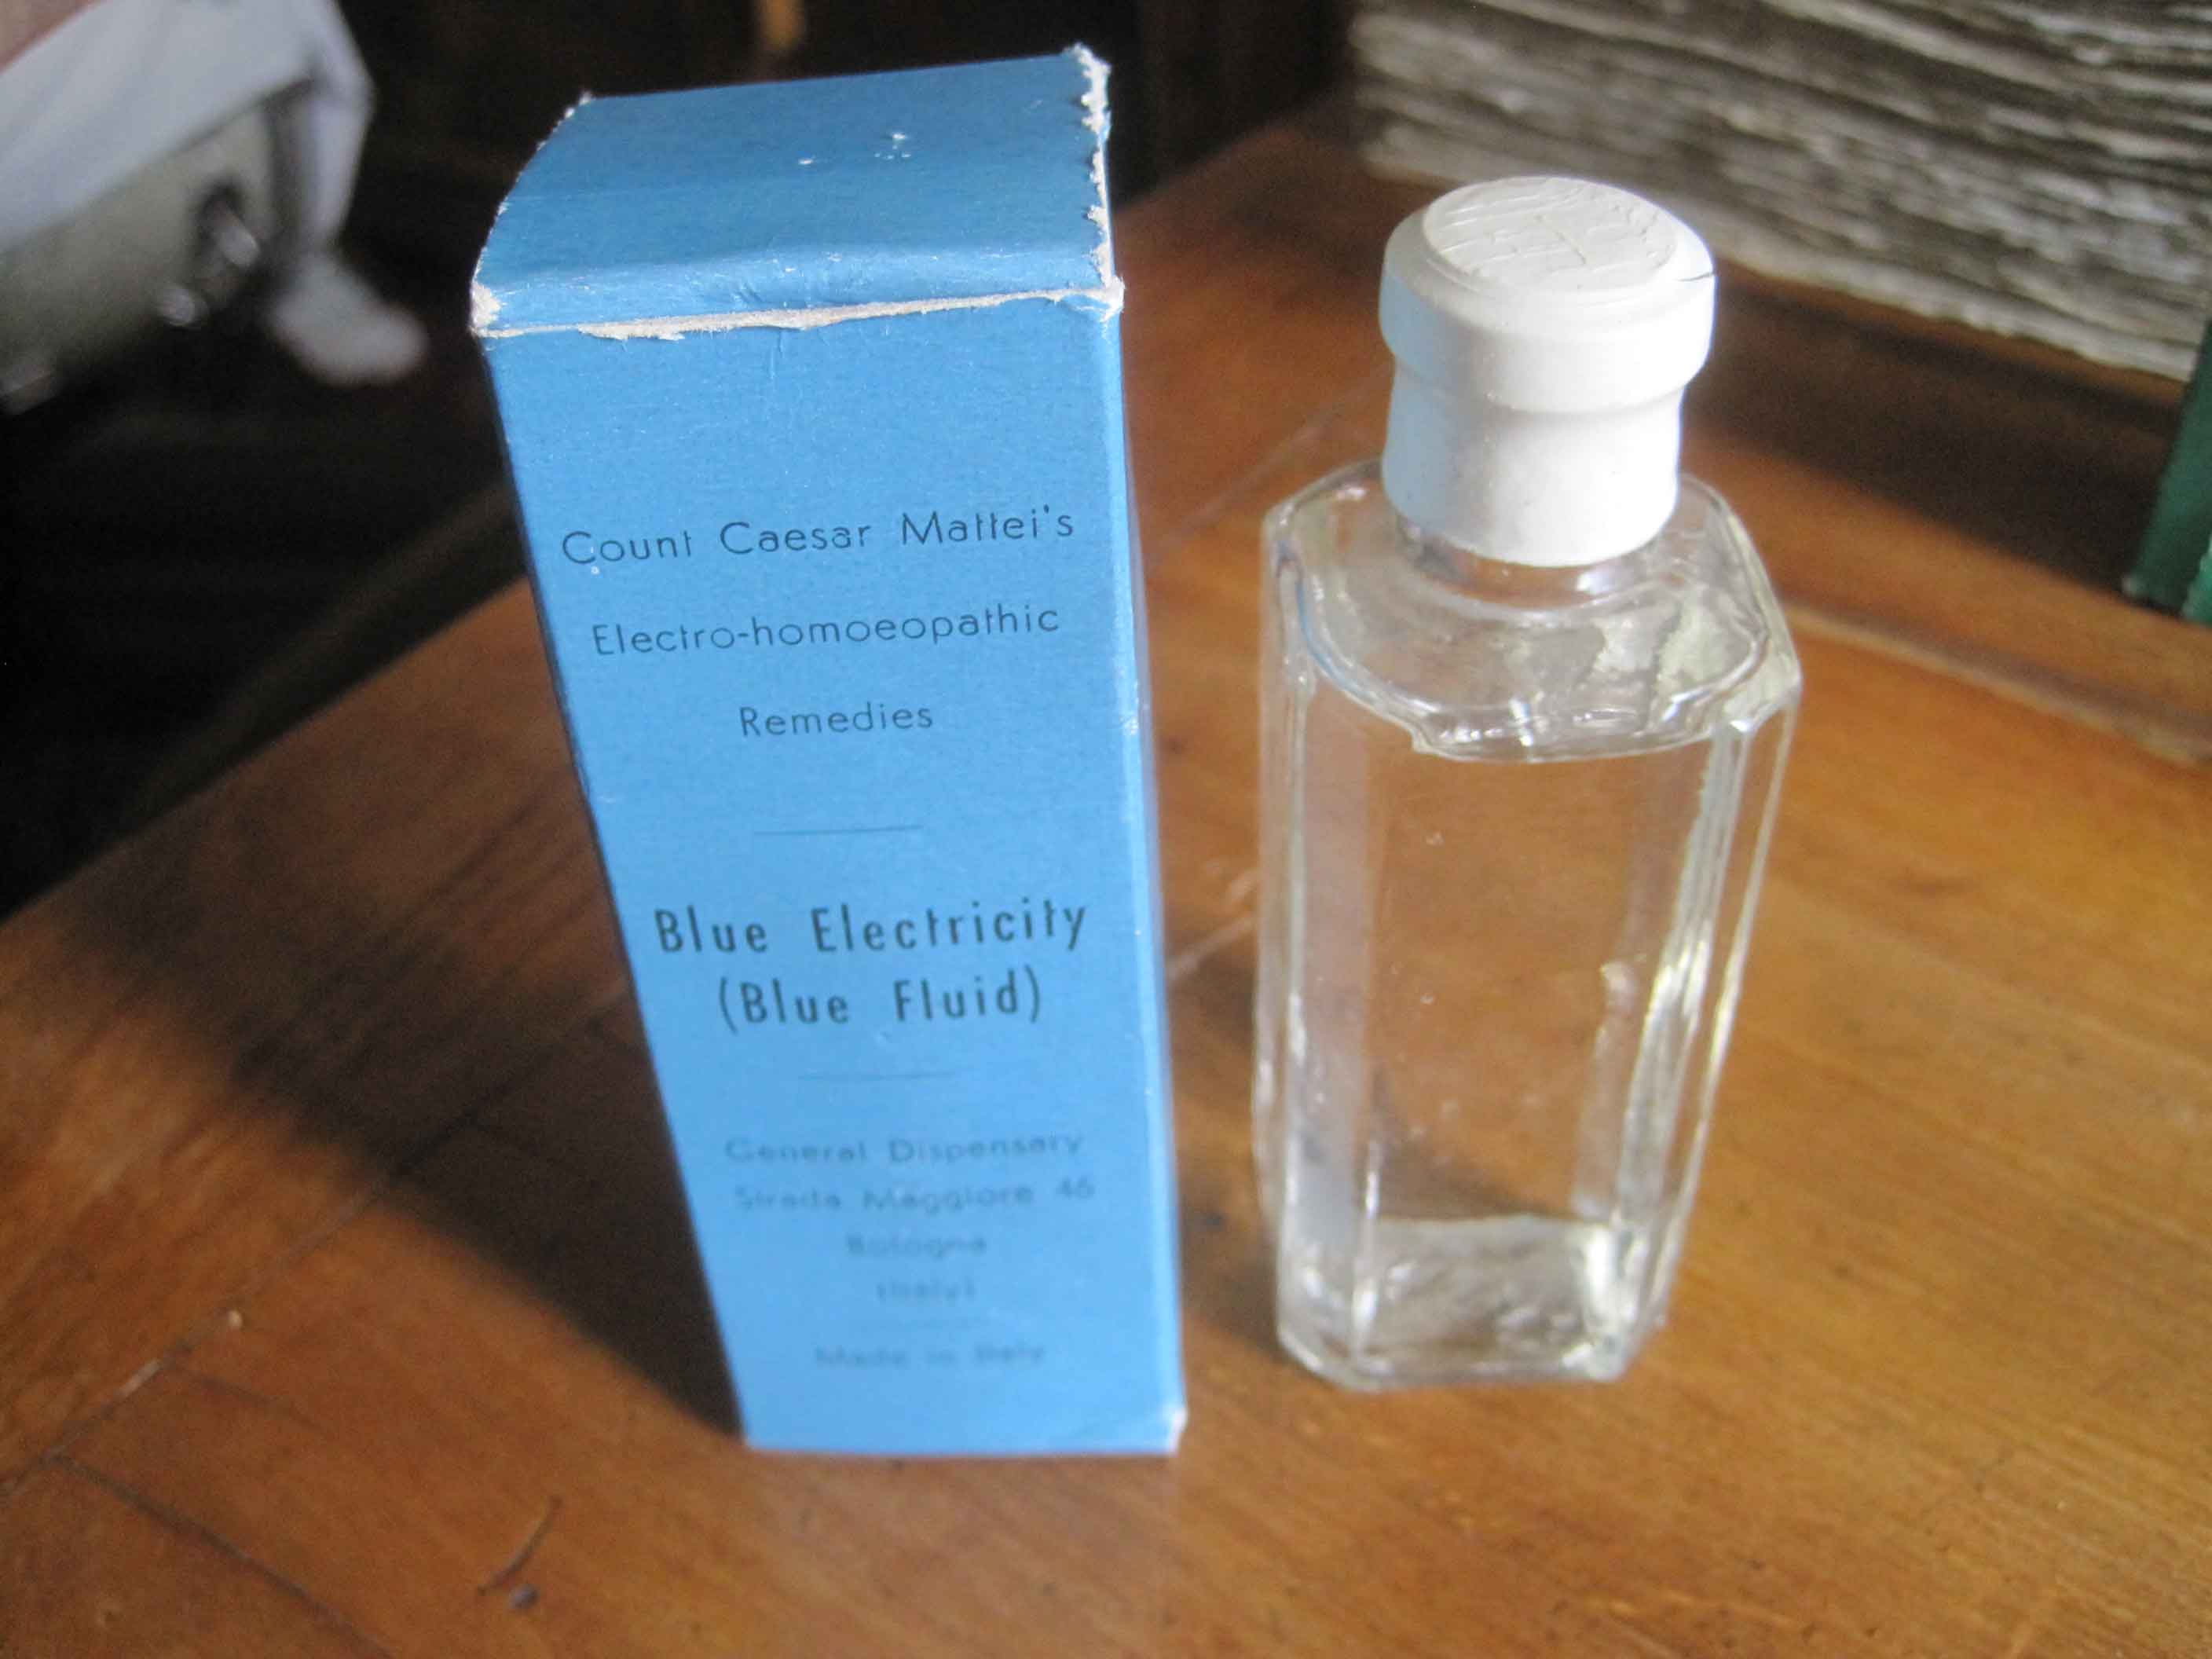 Count Caesar Mattei's
Electro-homoeopathic
Remedies
Blue Electricity
(Blue Fluid)
General Dispensary
Strada Maggiore 46
Bologna
(Italy)
Made in Italy